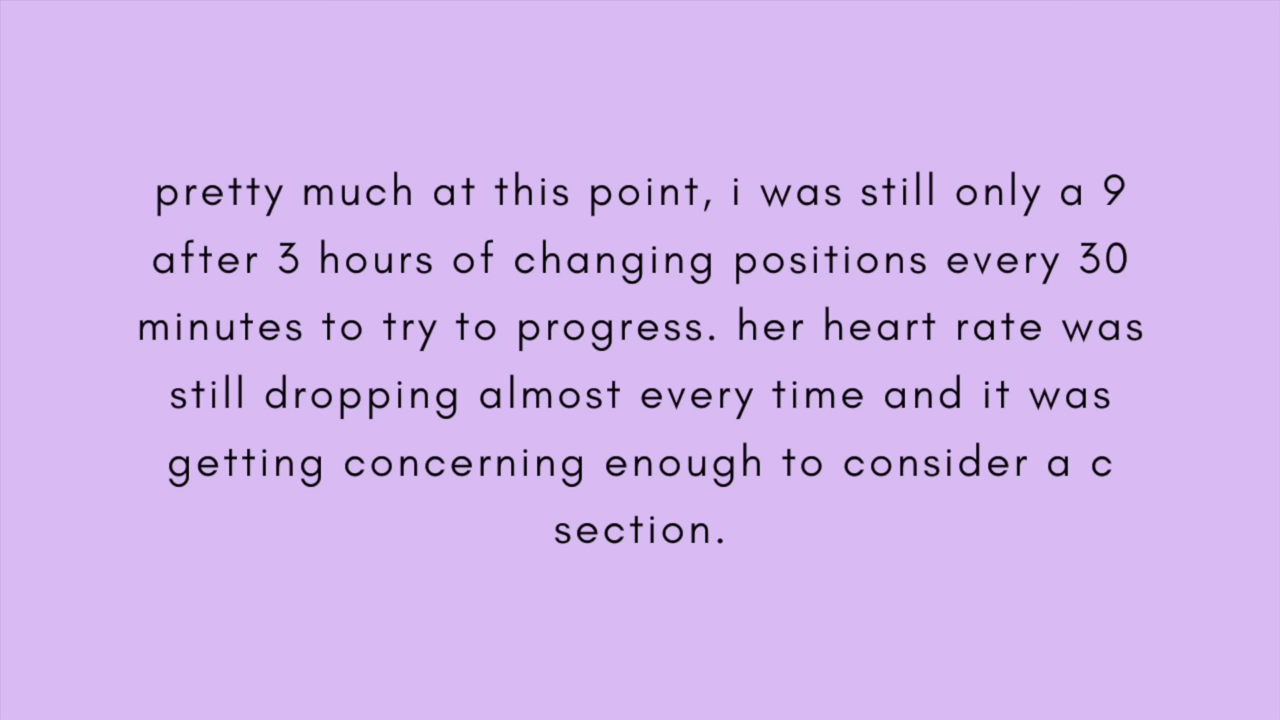 pretty much at this point, i was still only a 9
after 3 hours of changing positions every 30
minutes to try to progress. her heart rate was
still dropping almost every time and it was
getting concerning enough to consider a c
section.